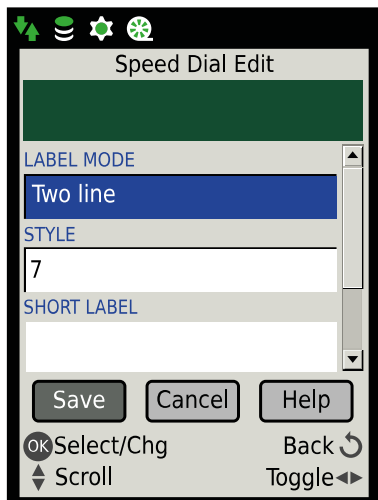 Speed Dial Edit
LABEL MODE
Two line
STYLE
7
SHORT LABEL
Save Cancel Help
OK Select/Chg Back
Scroll Toggle